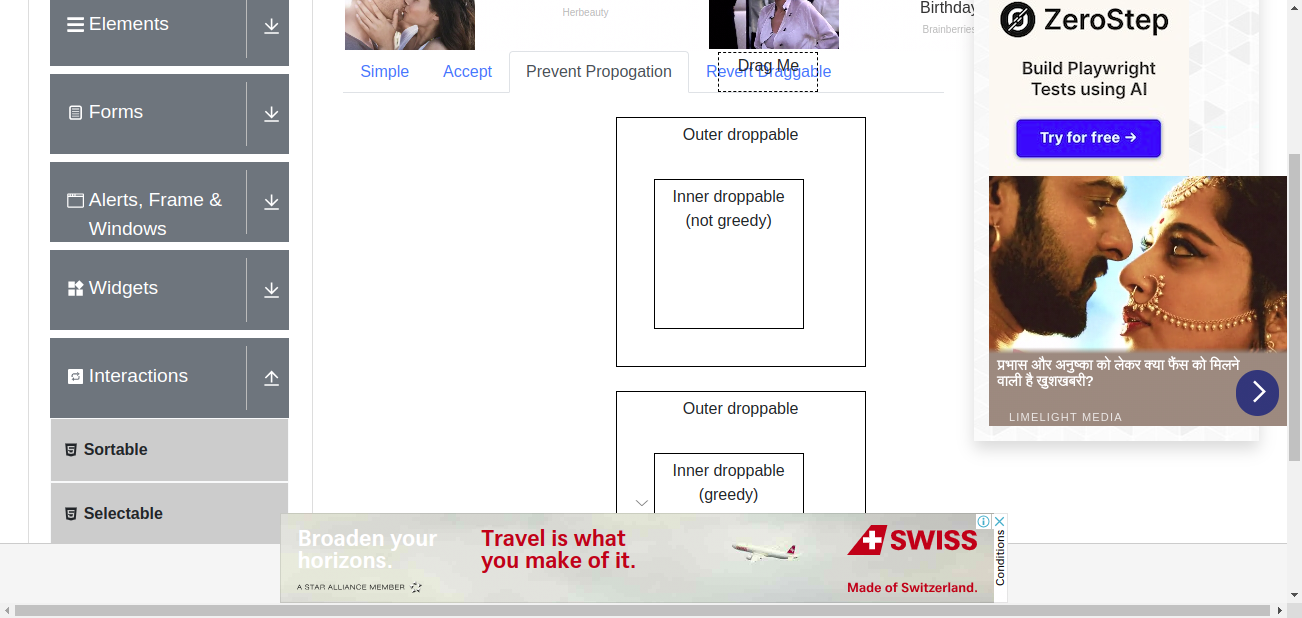 Elements
Forms
Alerts, Frame &
Windows
Widgets
Interactions
Sortable
Selectable
Herbeauty
Birthday
Brainberries
Simple
Accept
Prevent Propogation
Revert Draggable
Drag Me
Outer droppable
Inner droppable
(not greedy)
Outer droppable
Inner droppable
(greedy)
ZeroStep
Build Playwright
Tests using AI
Try for free →
प्रभास और अनुष्का को लेकर क्या फैंस को मिलने
वाली है खुशखबरी?
LIMELIGHT MEDIA
Broaden your
horizons.
A STAR ALLIANCE MEMBER
Travel is what
you make of it.
SWISS
Made of Switzerland.
Conditions